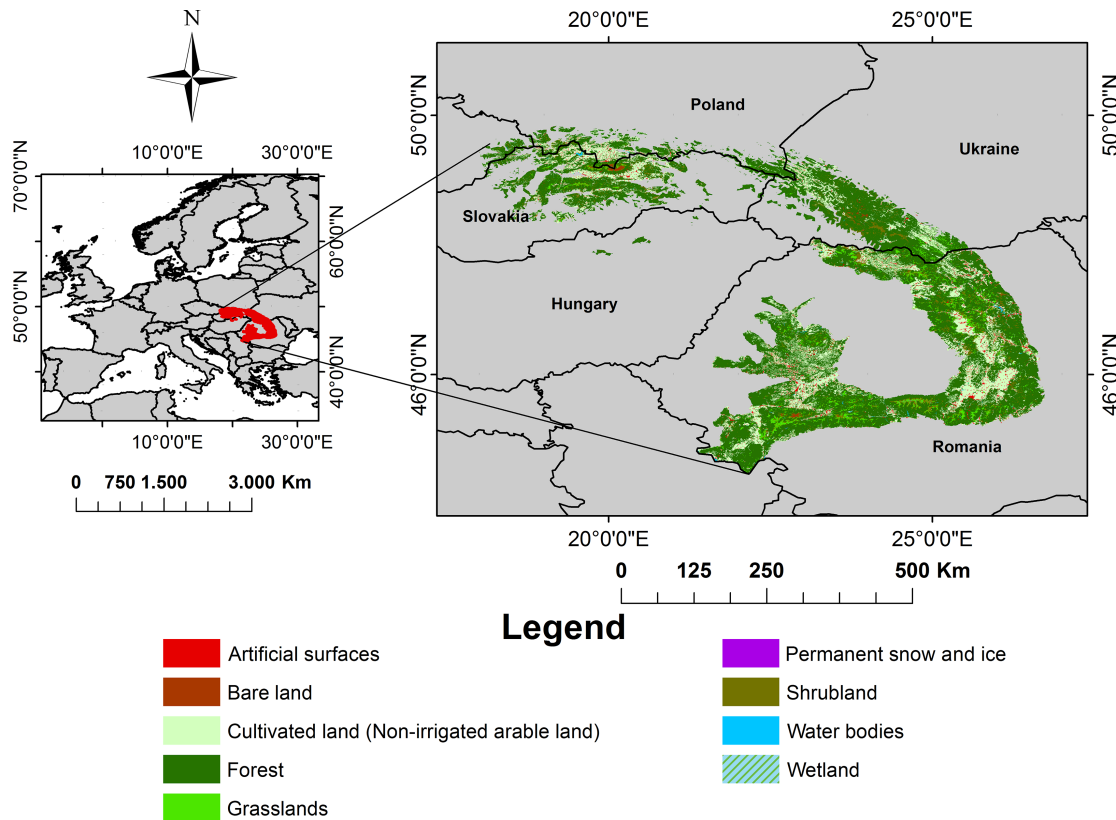 N
20°0'0"E 25°0'0"E
50°0'0"N
50°0'0"N
46°0'0"N
46°0'0"N
Poland
Ukraine
Slovakia
Hungary
Romania
20°0'0"E 25°0'0"E
0 125 250 500 Km
10°0'0"E 30°0'0"E
70°0'0"N
50°0'0"N
60°0'0"N
40°0'0"N
10°0'0"E 30°0'0"E
0 750 1.500 3.000 Km
Legend
Artificial surfaces
Bare land
Cultivated land (Non-irrigated arable land)
Forest
Grasslands
Permanent snow and ice
Shrubland
Water bodies
Wetland